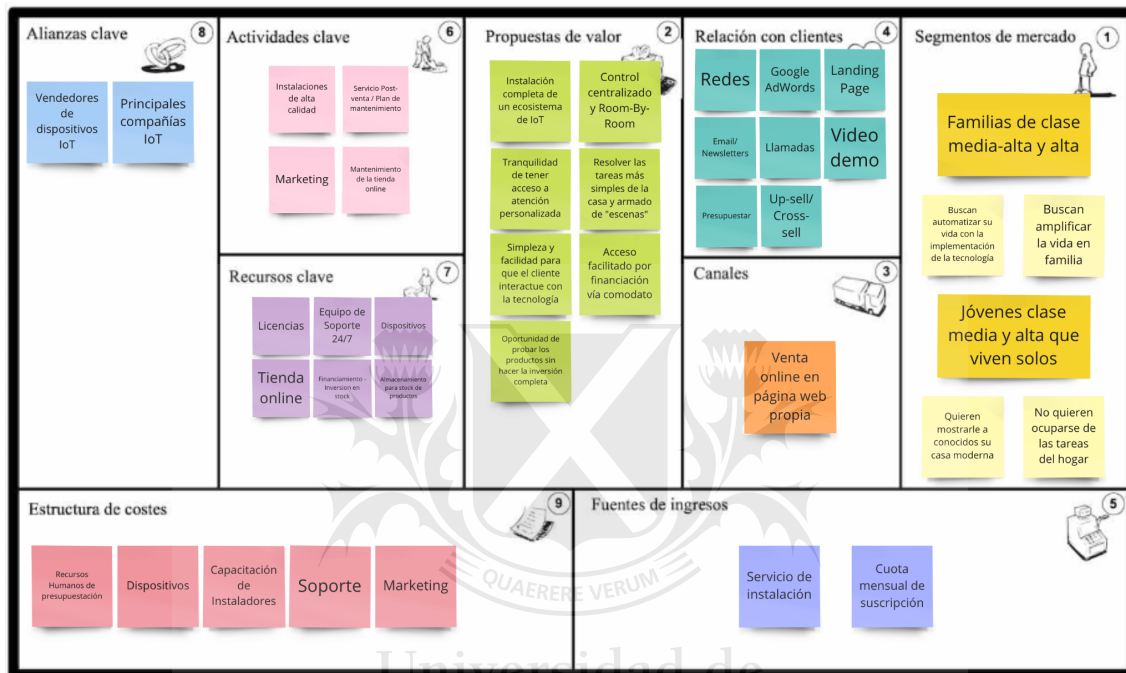 Alianzas clave
8
Vendedores
de
dispositivos
IoT
Principales
compañías
IoT
Actividades clave
6
Instalaciones
de alta
calidad
Servicio Post-
venta / Plan de
mantenimiento
Marketing
Mantenimiento
de la tienda
online
Recursos clave
7
Licencias
Equipo de
Soporte
24/7
Dispositivos
Tienda
online
Financiamiento -
Inversion en
stock
Almacenamiento
para stock de
productos
Propuestas de valor
2
Instalación
completa de
un ecosistema
de IoT
Control
centralizado
y Room-By-
Room
Tranquilidad
de tener
acceso a
atención
personalizada
Resolver las
tareas más
simples de la
casa y armado
de "escenas"
Simpleza y
facilidad para
que el cliente
interactue con
la tecnología
Acceso
facilitado por
financiación
vía comodato
Oportunidad de
probar los
productos sin
hacer la inversión
completa
Relación con clientes
4
Redes
Google
AdWords
Landing
Page
Email/
Newsletters
Llamadas
Video
demo
Presupuestar
Up-sell/
Cross-
sell
Canales
3
Venta
online en
página web
propia
Segmentos de mercado
1
Familias de clase
media-alta y alta
Buscan
automatizar su
vida con la
implementación
de la tecnología
Buscan
amplificar
la vida en
familia
Jóvenes clase
media y alta que
viven solos
Quieren
mostrarle a
conocidos su
casa moderna
No quieren
ocuparse de
las tareas
del hogar
Estructura de costes
9
Recursos
Humanos de
presupuestación
Dispositivos
Capacitación
de
Instaladores
Soporte
Marketing
Fuentes de ingresos
5
Servicio de
instalación
Cuota
mensual de
suscripción
QUAERERE VERUM
Universidad de